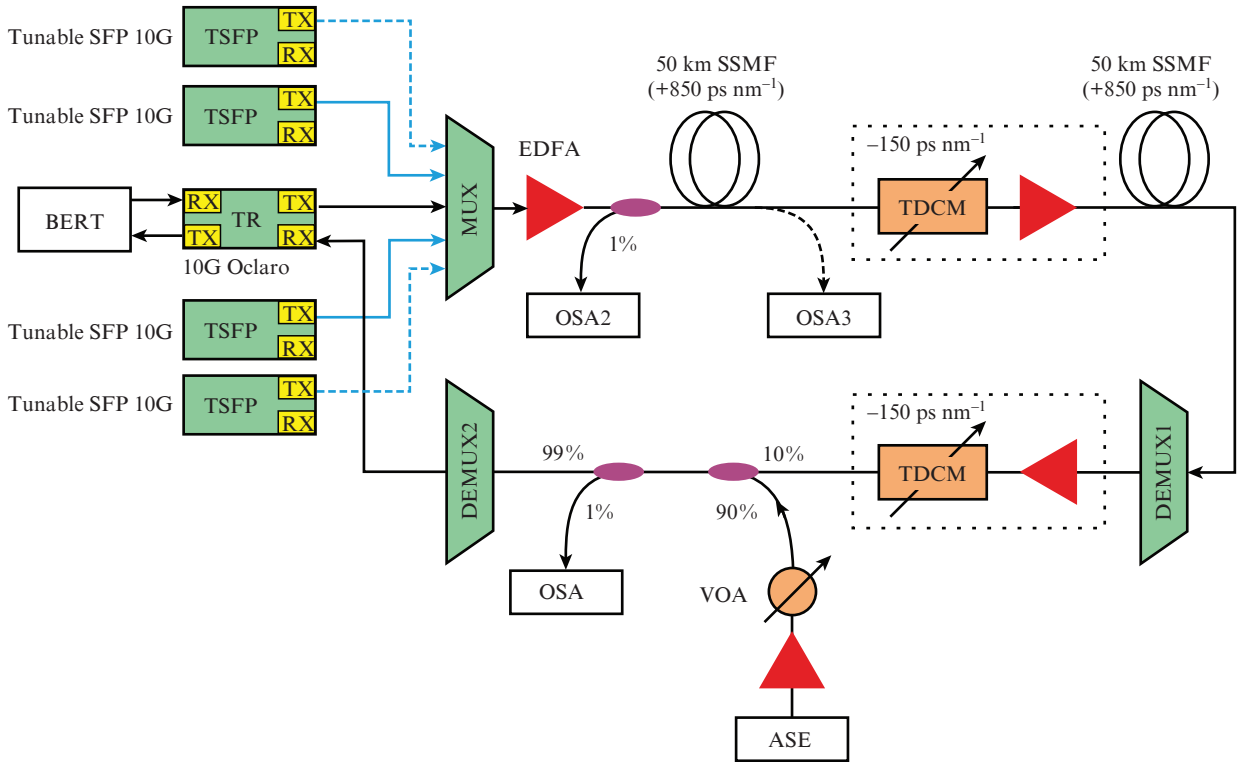 Tunable SFP 10G
TSFP
TX
RX
Tunable SFP 10G
TSFP
TX
RX
BERT
RX
TX
TR
TX
RX
10G Oclaro
Tunable SFP 10G
TSFP
TX
RX
Tunable SFP 10G
TSFP
TX
RX
MUX
EDFA
1%
OSA2
50 km SSMF
(+850 ps nm⁻¹)
OSA3
–150 ps nm⁻¹
TDCM
50 km SSMF
(+850 ps nm⁻¹)
DEMUX1
–150 ps nm⁻¹
TDCM
10%
90%
VOA
ASE
99%
1%
OSA
DEMUX2